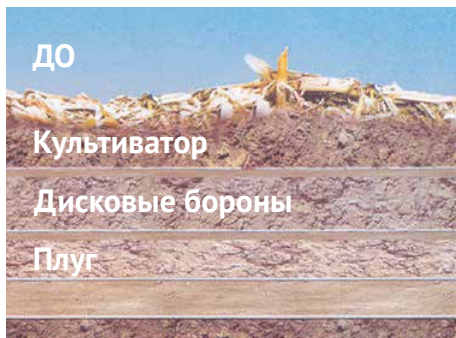 ДО
Культиватор
Дисковые бороны
Плуг